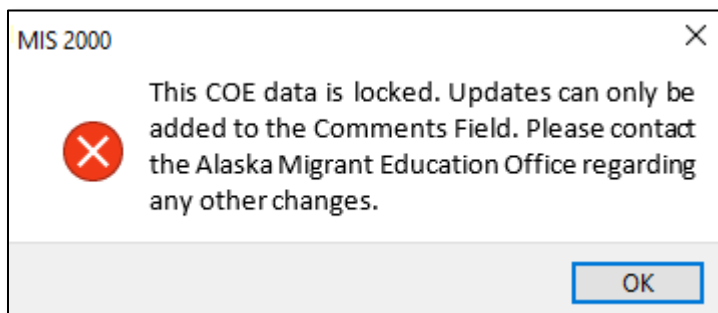 MIS 2000
This COE data is locked. Updates can only be
added to the Comments Field. Please contact
the Alaska Migrant Education Office regarding
any other changes.
OK